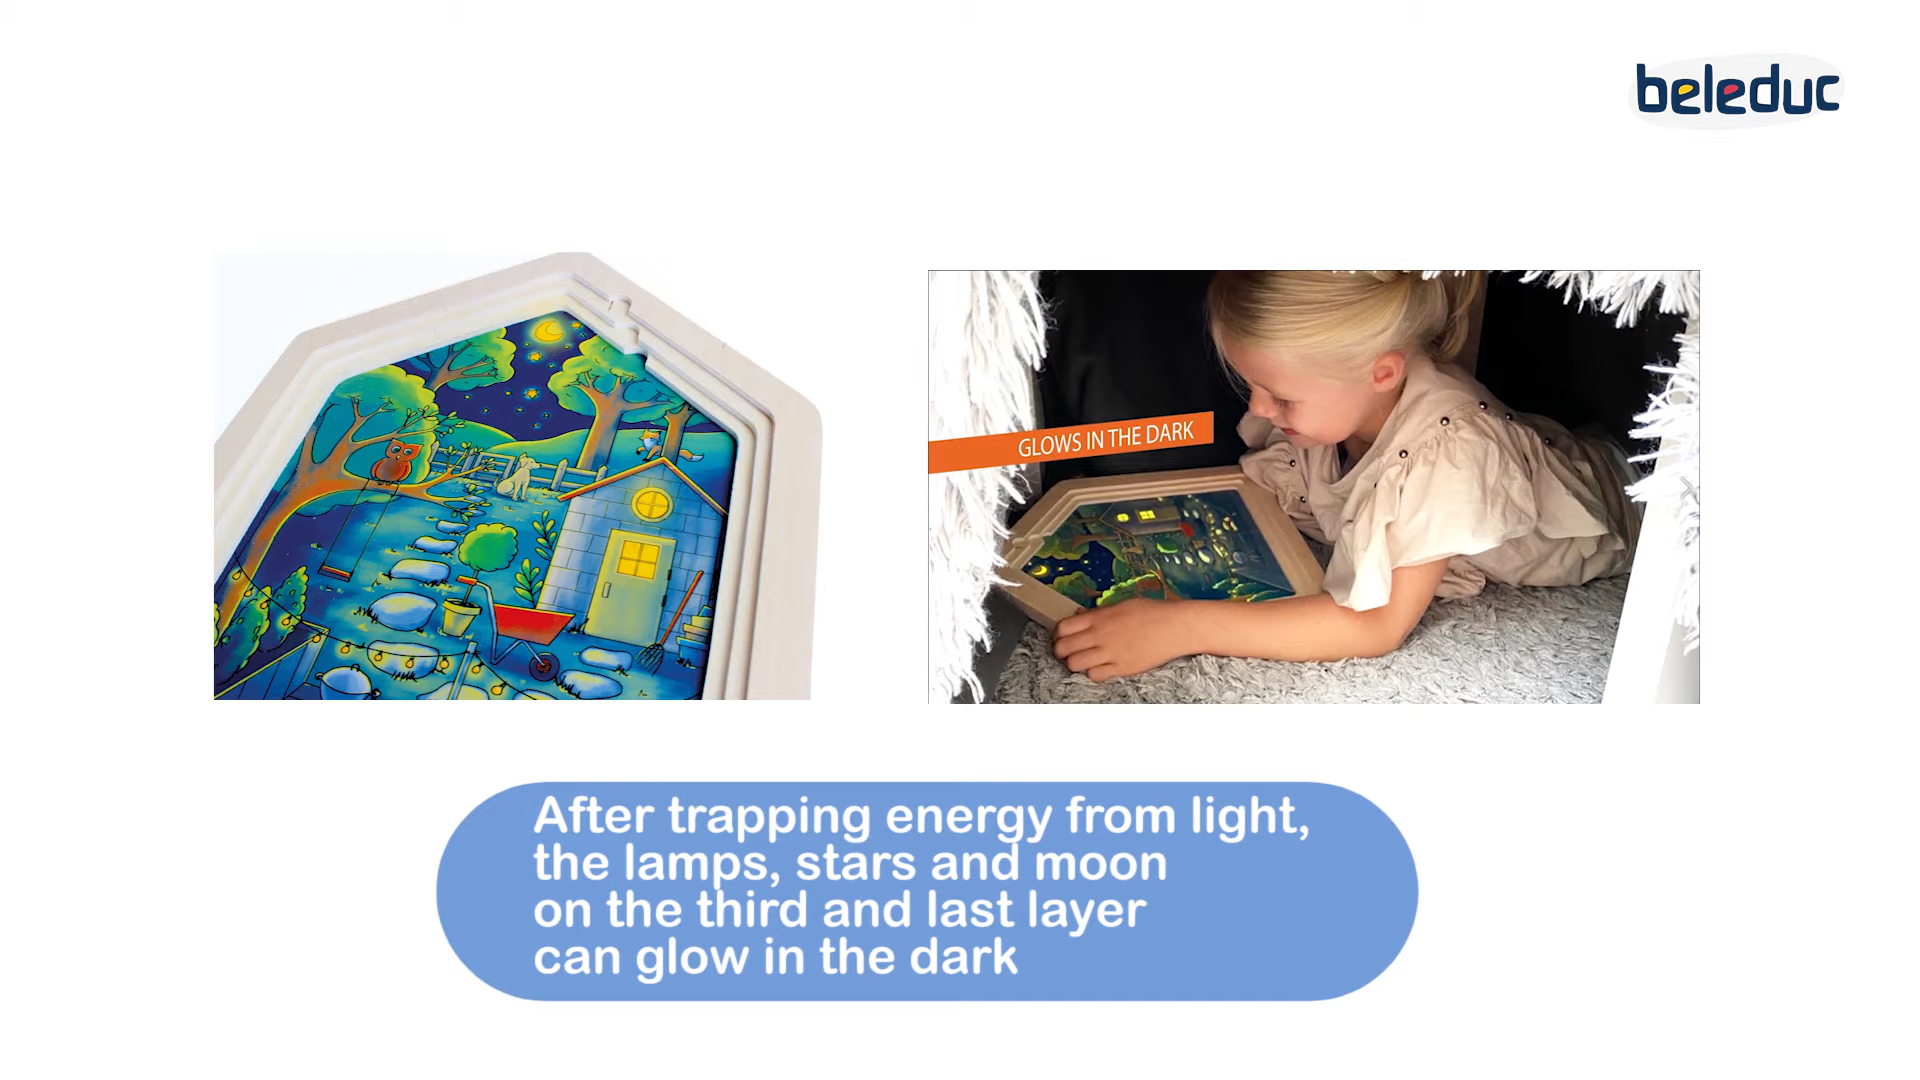 beleduc
GLOWS IN THE DARK
After trapping energy from light,
the lamps, stars and moon
on the third and last layer
can glow in the dark